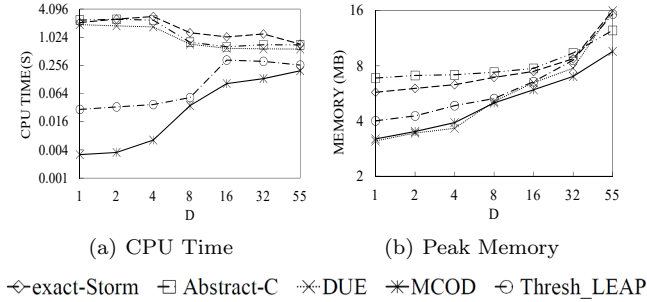 4.096
1.024
0.256
0.064
0.016
0.004
0.001
CPU TIME(S)
1 2 4 8 16 32 55
D
16
8
4
2
MEMORY (MB)
1 2 4 8 16 32 55
D
(a) CPU Time
(b) Peak Memory
exact-Storm Abstract-C DUE MCOD Thresh_LEAP